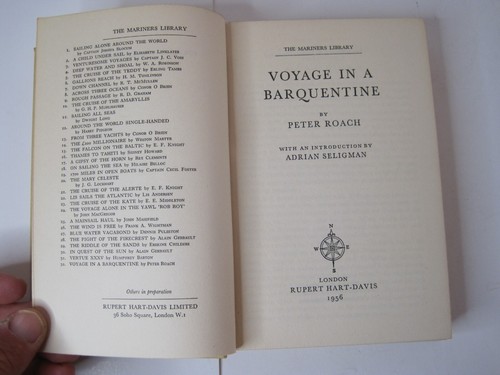 THE MARINERS LIBRARY
1. SAILING ALONE AROUND THE WORLD
by Captain Joshua Slocum
2. A CHILD UNDER SAIL by Elizabeth Linklater
3. VENTURESOME VOYAGES by Captain J. C. Voss
4. DEEP WATER AND SHOAL by W. A. Robinson
5. THE CRUISE OF THE TEDDY by Erling Tambs
6. GALLIONS REACH by H. M. Tomlinson
7. DOWN CHANNEL by R. T. McMullen
8. ACROSS THREE OCEANS by Conor O'Brien
9. ROUGH PASSAGE by R. D. Graham
10. THE CRUISE OF THE AMARYLLIS
by G. H. P. Muhlhauser
11. SAILING ALL SEAS
by Dwight Long
12. AROUND THE WORLD SINGLE-HANDED
by Harry Pidgeon
13. FROM THREE YACHTS by Conor O'Brien
14. THE MILLIONAIRE by Weston Martyr
15. THE FALCON ON THE BALTIC by E. F. Knight
16. THAMES TO TAHITI by Sidney Howard
17. A GIPSY OF THE HORN by Rex Clements
18. ON SAILING THE SEA by Hilaire Belloc
MILES IN OPEN BOATS by Captain Cecil Foster
20. THE MARY CELESTE
by J. G. Lockhart
21. THE CRUISE OF THE ALERTE by E. F. Knight
22. LIS SAILS THE ATLANTIC by Lis Andersen
23. THE CRUISE OF THE KATE by E. E. Middleton
24. THE VOYAGE ALONE IN THE YAWL 'ROB ROY'
by John MacGregor
25. A MAINSAIL HAUL by John Masefield
26. THE WIND IS FREE by Frank A. Wightman
27. BLUE WATER VAGABOND by Dennis Puleston
28. THE FIGHT OF THE FIRECREST by Alain Gerbault
29. THE RIDDLE OF THE SANDS by Erskine Childers
30. IN QUEST OF THE SUN by Alain Gerbault
31. VERTUE XXXV by Humphrey Barton
32. VOYAGE IN A BARQUENTINE by Peter Roach
Others in preparation
RUPERT HART-DAVIS LIMITED
36 Soho Square, London W.1
THE MARINERS LIBRARY
VOYAGE IN A
BARQUENTINE
BY
PETER ROACH
WITH AN INTRODUCTION BY
ADRIAN SELIGMAN
N
LONDON
RUPERT HART-DAVIS
1956